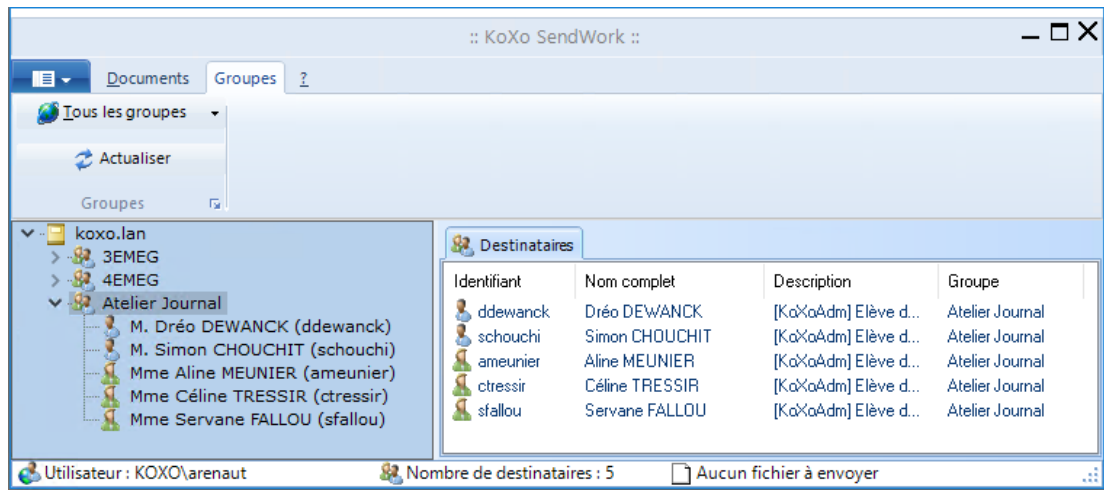 :: KoXo SendWork ::
Documents Groupes ?
Tous les groupes
Actualiser
Groupes
koxo.lan
3EMEG
4EMEG
Atelier Journal
M. Dréo DEWANCK (ddewanck)
M. Simon CHOUCHIT (schouchi)
Mme Aline MEUNIER (ameunier)
Mme Céline TRESSIR (ctressir)
Mme Servane FALLOU (sfallou)
Destinataires
Identifiant Nom complet Description Groupe
ddewanck Dréo DEWANCK [KoXoAdm] Elève d... Atelier Journal
schouchi Simon CHOUCHIT [KoXoAdm] Elève d... Atelier Journal
ameunier Aline MEUNIER [KoXoAdm] Elève d... Atelier Journal
ctressir Céline TRESSIR [KoXoAdm] Elève d... Atelier Journal
sfallou Servane FALLOU [KoXoAdm] Elève d... Atelier Journal
Utilisateur : KOXO\arenaut Nombre de destinataires : 5 Aucun fichier à envoyer